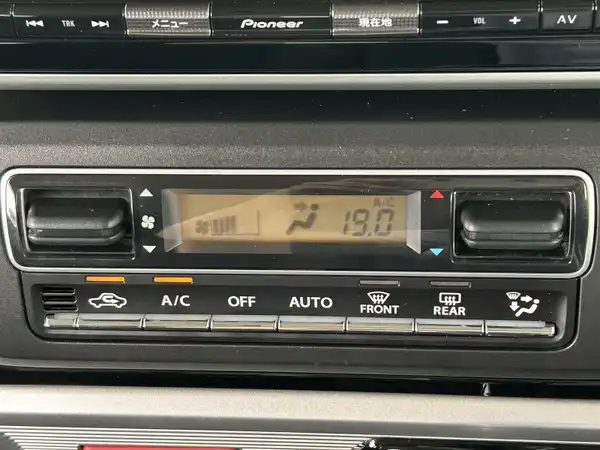 TRK メニュー Pioneer 現在地 − VOL + AV
A/C
19.0
A/C OFF AUTO FRONT REAR